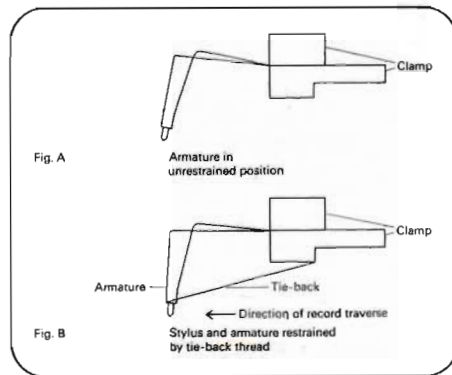 Clamp
Fig. A
Armature in
unrestrained position
Clamp
Armature
Tie-back
← Direction of record traverse
Fig. B
Stylus and armature restrained
by tie-back thread